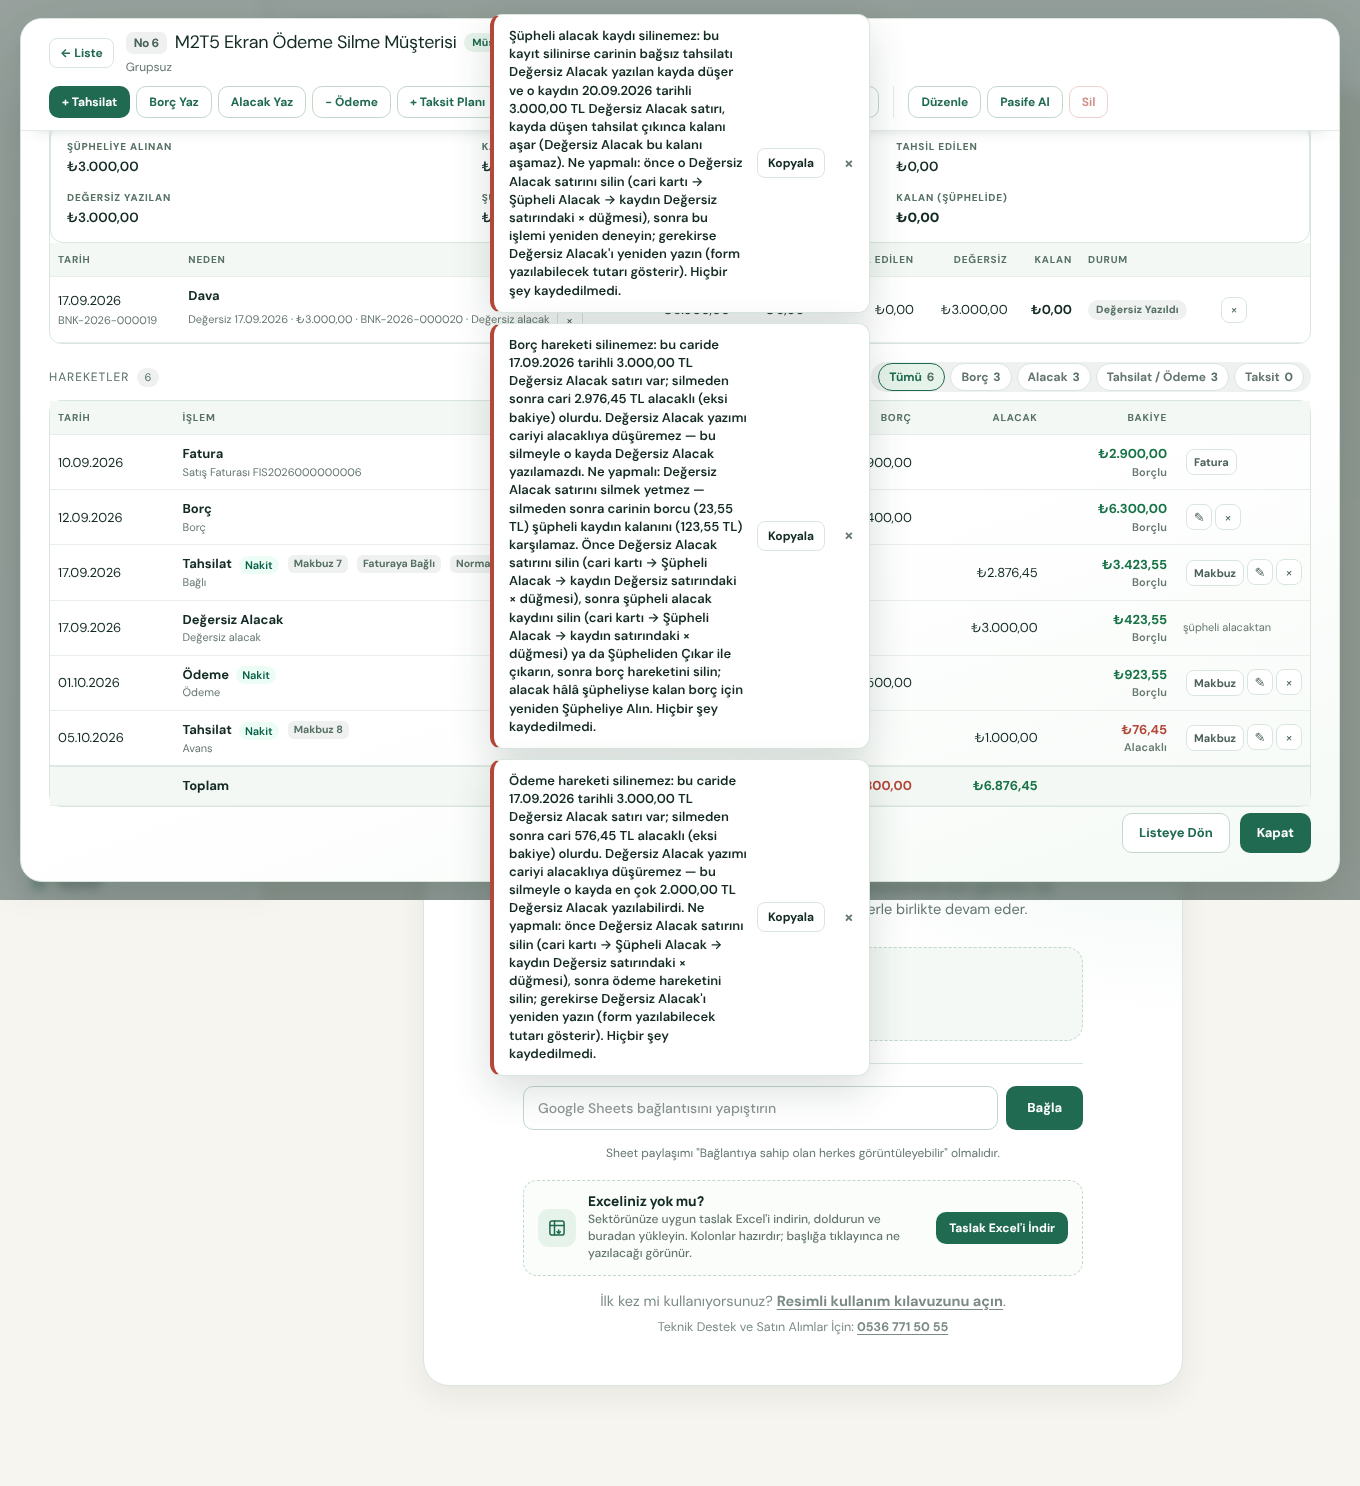 ← Liste
No 6
M2T5 Ekran Ödeme Silme Müşterisi
Grupsuz
+ Tahsilat
Borç Yaz
Alacak Yaz
- Ödeme
+ Taksit Planı
Düzenle
Pasife Al
Sil
ŞÜPHELİYE ALINAN
₺3.000,00
TAHSİL EDİLEN
₺0,00
DEĞERSİZ YAZILAN
₺3.000,00
KALAN (ŞÜPHELİDE)
₺0,00
TARİH
NEDEN
EDİLEN
DEĞERSİZ
KALAN
DURUM
17.09.2026
BNK-2026-000019
Dava
Değersiz 17.09.2026 · ₺3.000,00 · BNK-2026-000020 · Değersiz alacak
×
₺0,00
₺3.000,00
₺0,00
Değersiz Yazıldı
×
HAREKETLER 6
Tümü 6
Borç 3
Alacak 3
Tahsilat / Ödeme 3
Taksit 0
TARİH
İŞLEM
BORÇ
ALACAK
BAKİYE
10.09.2026
Fatura
Satış Faturası FIS2026000000006
900,00
₺2.900,00
Borçlu
Fatura
12.09.2026
Borç
Borç
400,00
₺6.300,00
Borçlu
✎
×
17.09.2026
Tahsilat Nakit Makbuz 7 Faturaya Bağlı Norma
Bağlı
₺2.876,45
₺3.423,55
Borçlu
Makbuz
✎
×
17.09.2026
Değersiz Alacak
Değersiz alacak
₺3.000,00
₺423,55
Borçlu
şüpheli alacaktan
01.10.2026
Ödeme Nakit
Ödeme
500,00
₺923,55
Borçlu
Makbuz
✎
×
05.10.2026
Tahsilat Nakit Makbuz 8
Avans
₺1.000,00
₺76,45
Alacaklı
Makbuz
✎
×
Toplam
800,00
₺6.876,45
Listeye Dön
Kapat
Şüpheli alacak kaydı silinemez: bu
kayıt silinirse carinin bağsız tahsilatı
Değersiz Alacak yazılan kayda düşer
ve o kaydın 20.09.2026 tarihli
3.000,00 TL Değersiz Alacak satırı,
kayda düşen tahsilat çıkınca kalanı
aşar (Değersiz Alacak bu kalanı
aşamaz). Ne yapmalı: önce o Değersiz
Alacak satırını silin (cari kartı →
Şüpheli Alacak → kaydın Değersiz
satırındaki × düğmesi), sonra bu
işlemi yeniden deneyin; gerekirse
Değersiz Alacak'ı yeniden yazın (form
yazılabilecek tutarı gösterir). Hiçbir
şey kaydedilmedi.
Kopyala
×
Borç hareketi silinemez: bu caride
17.09.2026 tarihli 3.000,00 TL
Değersiz Alacak satırı var; silmeden
sonra cari 2.976,45 TL alacaklı (eksi
bakiye) olurdu. Değersiz Alacak yazımı
cariyi alacaklıya düşüremez — bu
silmeyle o kayda Değersiz Alacak
yazılamazdı. Ne yapmalı: Değersiz
Alacak satırını silmek yetmez —
silmeden sonra carinin borcu (23,55
TL) şüpheli kaydın kalanını (123,55 TL)
karşılamaz. Önce Değersiz Alacak
satırını silin (cari kartı → Şüpheli
Alacak → kaydın Değersiz satırındaki
× düğmesi), sonra şüpheli alacak
kaydını silin (cari kartı → Şüpheli
Alacak → kaydın satırındaki ×
düğmesi) ya da Şüpheliden Çıkar ile
çıkarın, sonra borç hareketini silin;
alacak hâlâ şüpheliyse kalan borç için
yeniden Şüpheliye Alın. Hiçbir şey
kaydedilmedi.
Kopyala
×
Ödeme hareketi silinemez: bu caride
17.09.2026 tarihli 3.000,00 TL
Değersiz Alacak satırı var; silmeden
sonra cari 576,45 TL alacaklı (eksi
bakiye) olurdu. Değersiz Alacak yazımı
cariyi alacaklıya düşüremez — bu
silmeyle o kayda en çok 2.000,00 TL
Değersiz Alacak yazılabilirdi. Ne
yapmalı: önce Değersiz Alacak satırını
silin (cari kartı → Şüpheli Alacak →
kaydın Değersiz satırındaki ×
düğmesi), sonra ödeme hareketini
silin; gerekirse Değersiz Alacak'ı
yeniden yazın (form yazılabilecek
tutarı gösterir). Hiçbir şey
kaydedilmedi.
Kopyala
×
erle birlikte devam eder.
Google Sheets bağlantısını yapıştırın
Bağla
Sheet paylaşımı "Bağlantıya sahip olan herkes görüntüleyebilir" olmalıdır.
Exceliniz yok mu?
Sektörünüze uygun taslak Excel'i indirin, doldurun ve
buradan yükleyin. Kolonlar hazırdır; başlığa tıklayınca ne
yazılacağı görünür.
Taslak Excel'i İndir
İlk kez mi kullanıyorsunuz? Resimli kullanım kılavuzunu açın.
Teknik Destek ve Satın Alımlar İçin: 0536 771 50 55